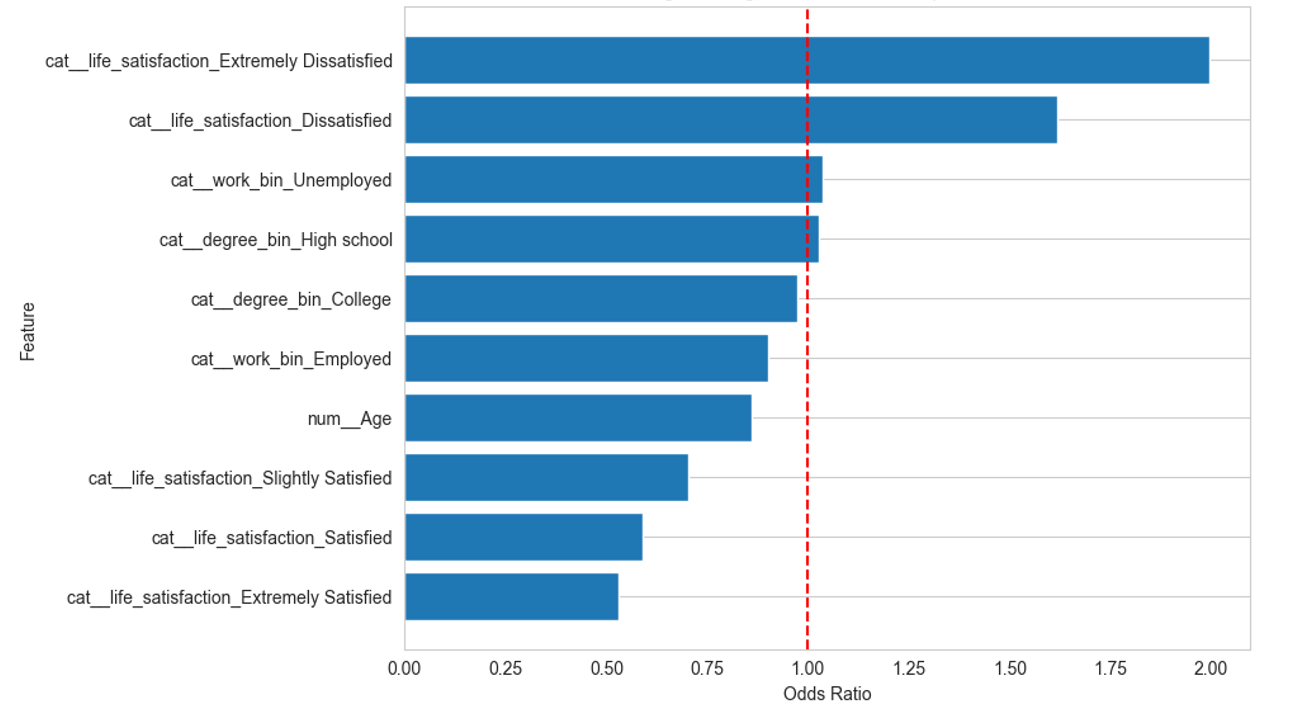 cat__life_satisfaction_Extremely Dissatisfied
cat__life_satisfaction_Dissatisfied
cat__work_bin_Unemployed
cat__degree_bin_High school
cat__degree_bin_College
cat__work_bin_Employed
num__Age
cat__life_satisfaction_Slightly Satisfied
cat__life_satisfaction_Satisfied
cat__life_satisfaction_Extremely Satisfied
Feature
0.00 0.25 0.50 0.75 1.00 1.25 1.50 1.75 2.00
Odds Ratio